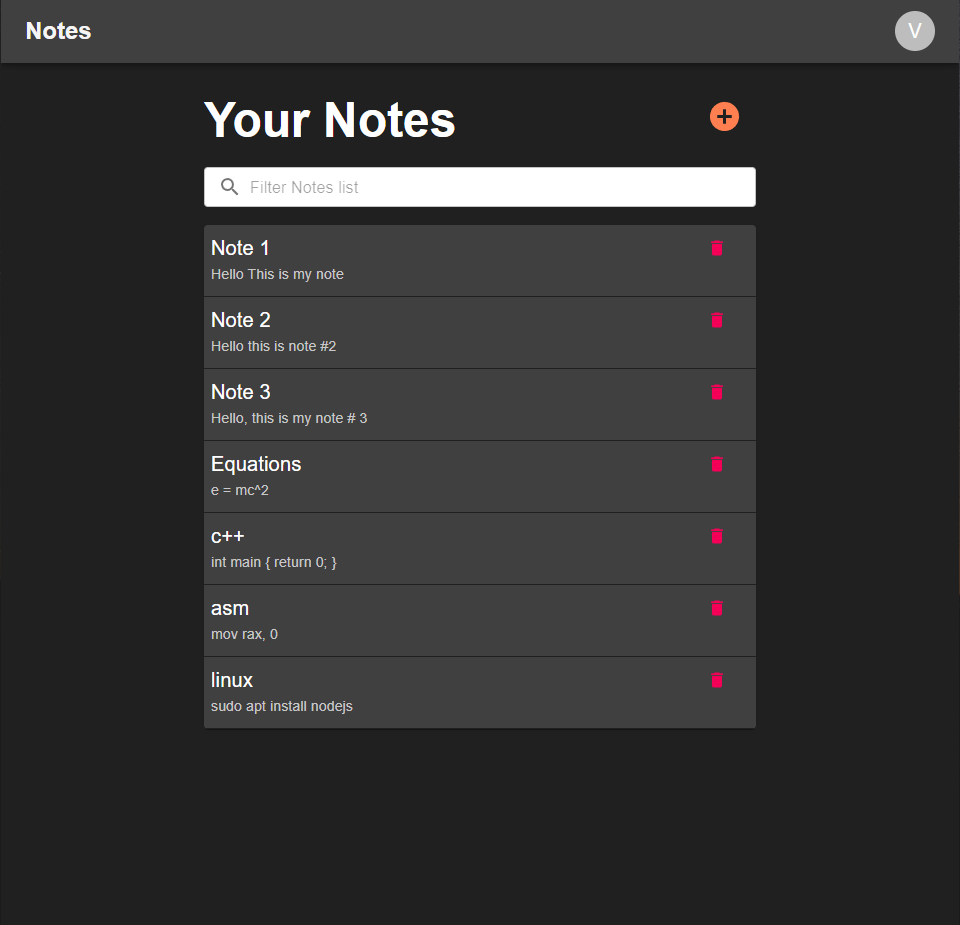 Notes
V
Your Notes
Filter Notes list
Note 1
Hello This is my note
Note 2
Hello this is note #2
Note 3
Hello, this is my note # 3
Equations
e = mc^2
c++
int main { return 0; }
asm
mov rax, 0
linux
sudo apt install nodejs